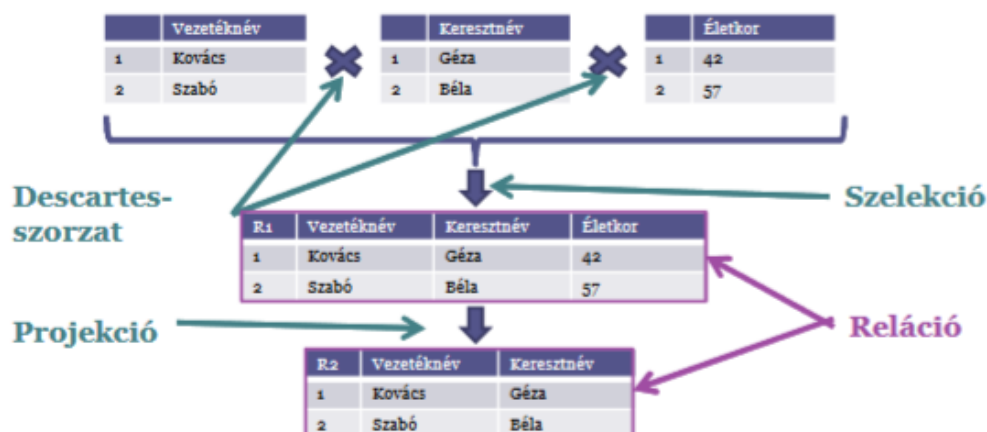 Vezetéknév
1 Kovács
2 Szabó
Keresztnév
1 Géza
2 Béla
Életkor
1 42
2 57
Descartes-
szorzat
Szelekció
R1 Vezetéknév Keresztnév Életkor
1 Kovács Géza 42
2 Szabó Béla 57
Projekció
Reláció
R2 Vezetéknév Keresztnév
1 Kovács Géza
2 Szabó Béla